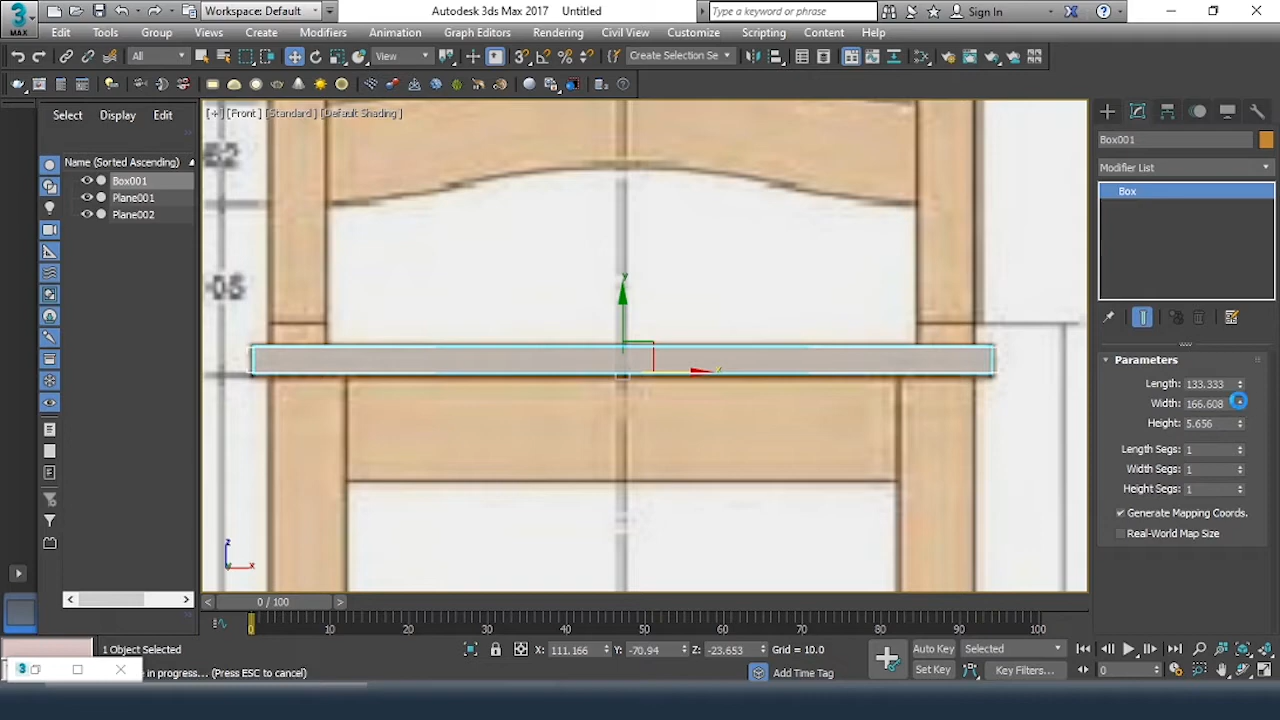 3
MAX
Workspace: Default
Autodesk 3ds Max 2017 Untitled
Type a keyword or phrase
Sign In
Edit Tools Group Views Create Modifiers Animation Graph Editors Rendering Civil View Customize Scripting Content Help
All
View
Create Selection Se
Select Display Edit
[+] [Front] [Standard] [Default Shading]
Name (Sorted Ascending)
Box001
Plane001
Plane002
Box001
Modifier List
Box
Parameters
Length: 133.333
Width: 166.608
Height: 5.656
Length Segs: 1
Width Segs: 1
Height Segs: 1
Generate Mapping Coords.
Real-World Map Size
y
z
x
0 / 100
0 10 20 30 40 50 60 70 80 90 100
1 Object Selected
X: 111.166 Y: -70.94 Z: -23.653 Grid = 10.0
Auto Key Selected
in progress... (Press ESC to cancel)
Add Time Tag
Set Key Key Filters...
0